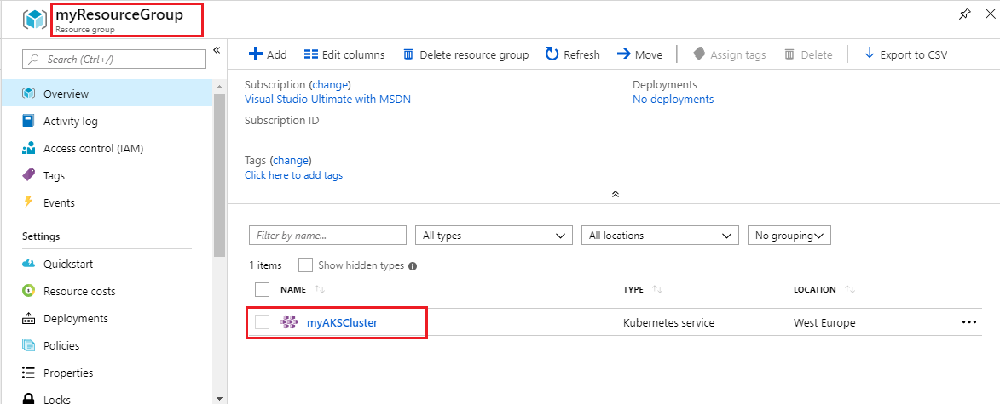 myResourceGroup
Resource group
Search (Ctrl+/)
Overview
Activity log
Access control (IAM)
Tags
Events
Settings
Quickstart
Resource costs
Deployments
Policies
Properties
Locks
Add Edit columns Delete resource group Refresh Move Assign tags Delete Export to CSV
Subscription (change)
Visual Studio Ultimate with MSDN
Subscription ID
Deployments
No deployments
Tags (change)
Click here to add tags
Filter by name... All types All locations No grouping
1 items Show hidden types
NAME TYPE LOCATION
myAKSCluster Kubernetes service West Europe